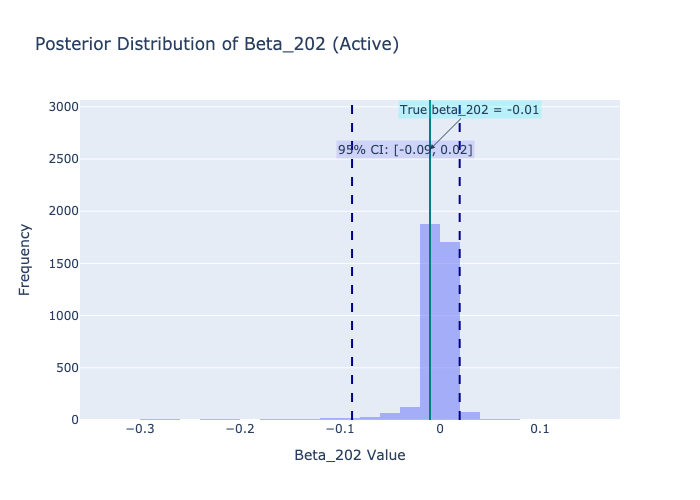 Posterior Distribution of Beta_202 (Active)
True beta_202 = -0.01
95% CI: [-0.09, 0.02]
3000
2500
2000
1500
1000
500
0
Frequency
−0.3
−0.2
−0.1
0
0.1
Beta_202 Value